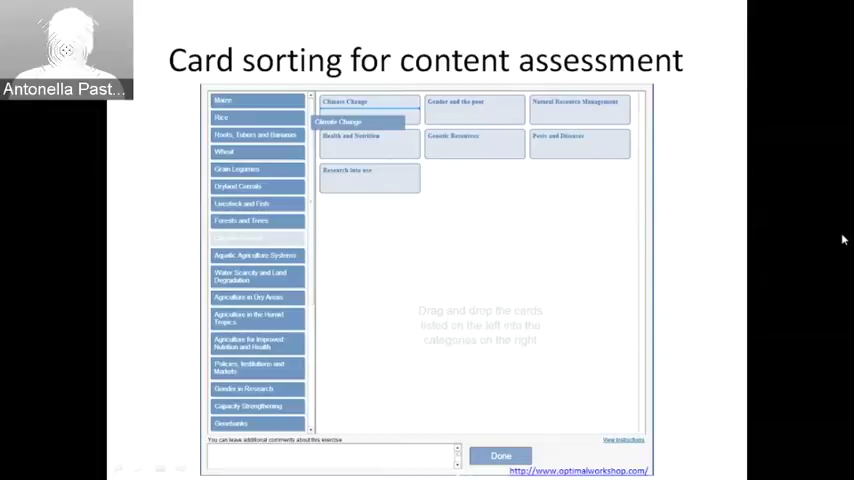 Antonella Past...
Card sorting for content assessment
Maize
Rice
Roots, Tubers and Bananas
Wheat
Grain Legumes
Dryland Cereals
Livestock and Fish
Forests and Trees
Aquatic Agriculture Systems
Water Scarcity and Land
Degradation
Agriculture in Dry Areas
Agriculture in the Humid
Tropics
Agriculture for Improved
Nutrition and Health
Policies, Institutions and
Markets
Gender in Research
Capacity Strengthening
Genebanks
Climate Change
Gender and the poor
Natural Resource Management
Climate Change
Health and Nutrition
Genetic Resources
Pests and Diseases
Research into use
Drag and drop the cards
listed on the left into the
categories on the right
You can leave additional comments about this exercise
View instructions
Done
http://www.optimalworkshop.com/